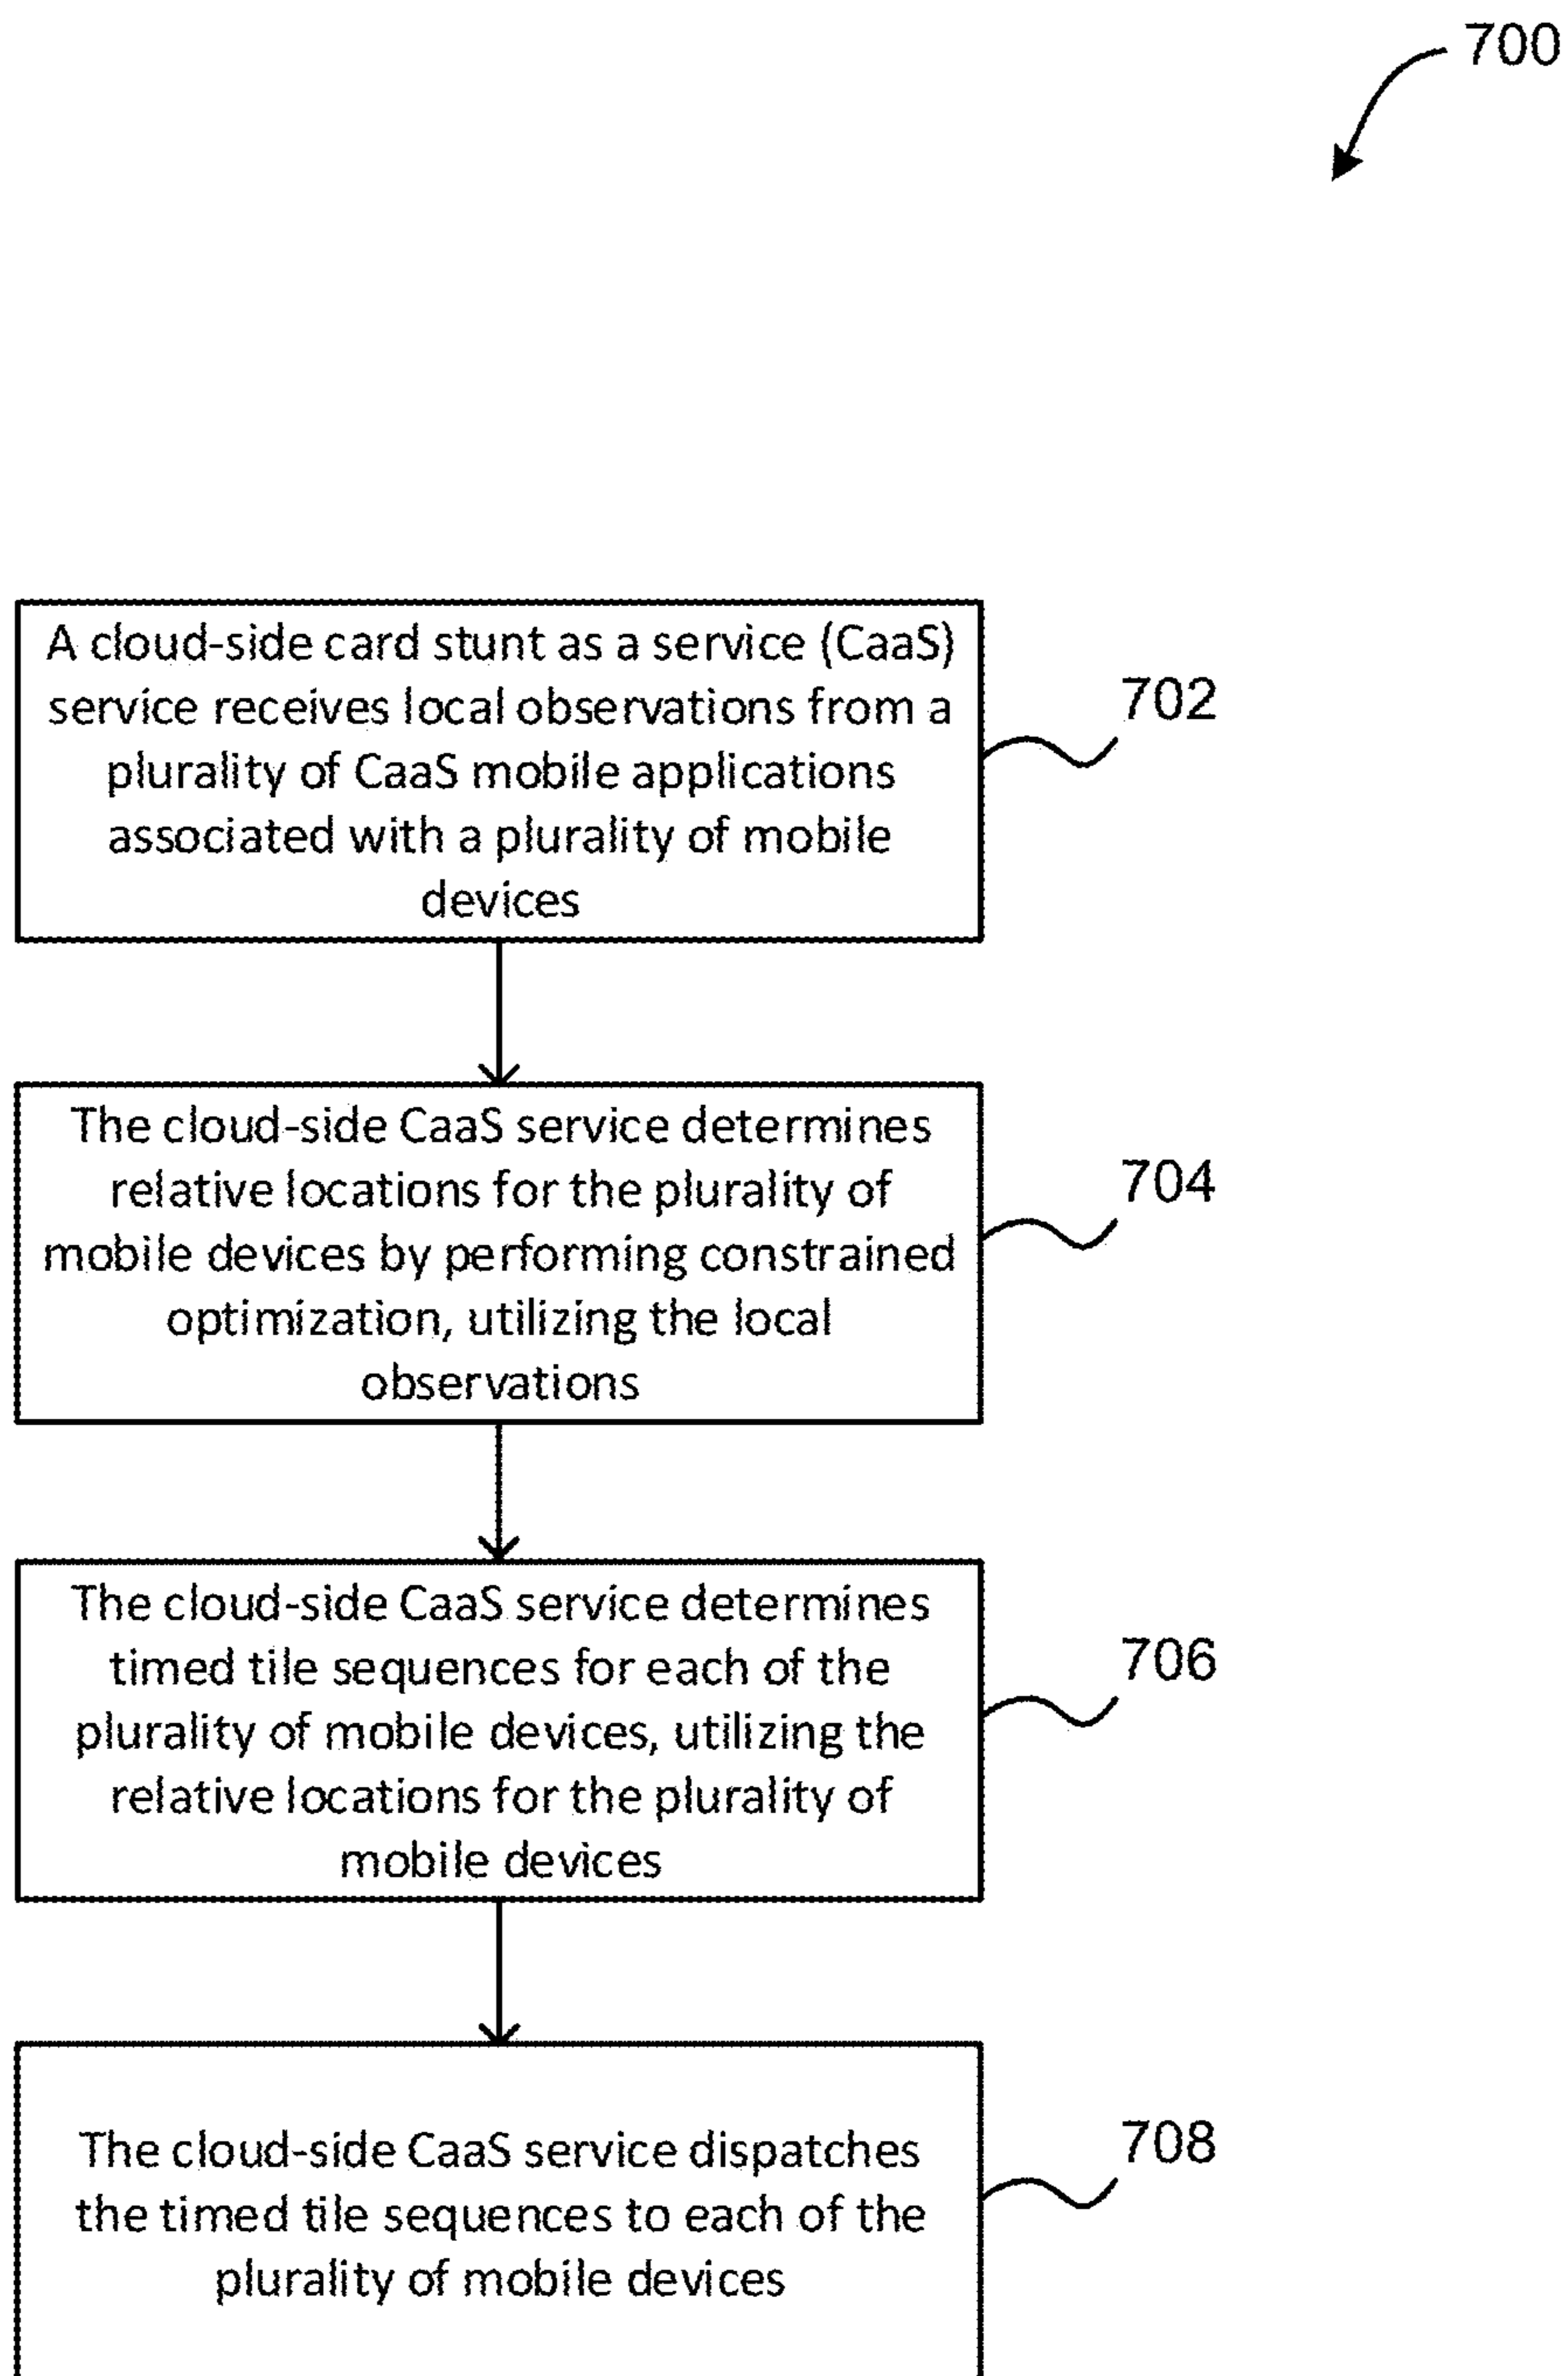 700
A cloud-side card stunt as a service (CaaS)
service receives local observations from a
plurality of CaaS mobile applications
associated with a plurality of mobile
devices
702
The cloud-side CaaS service determines
relative locations for the plurality of
mobile devices by performing constrained
optimization, utilizing the local
observations
704
The cloud-side CaaS service determines
timed tile sequences for each of the
plurality of mobile devices, utilizing the
relative locations for the plurality of
mobile devices
706
The cloud-side CaaS service dispatches
the timed tile sequences to each of the
plurality of mobile devices
708